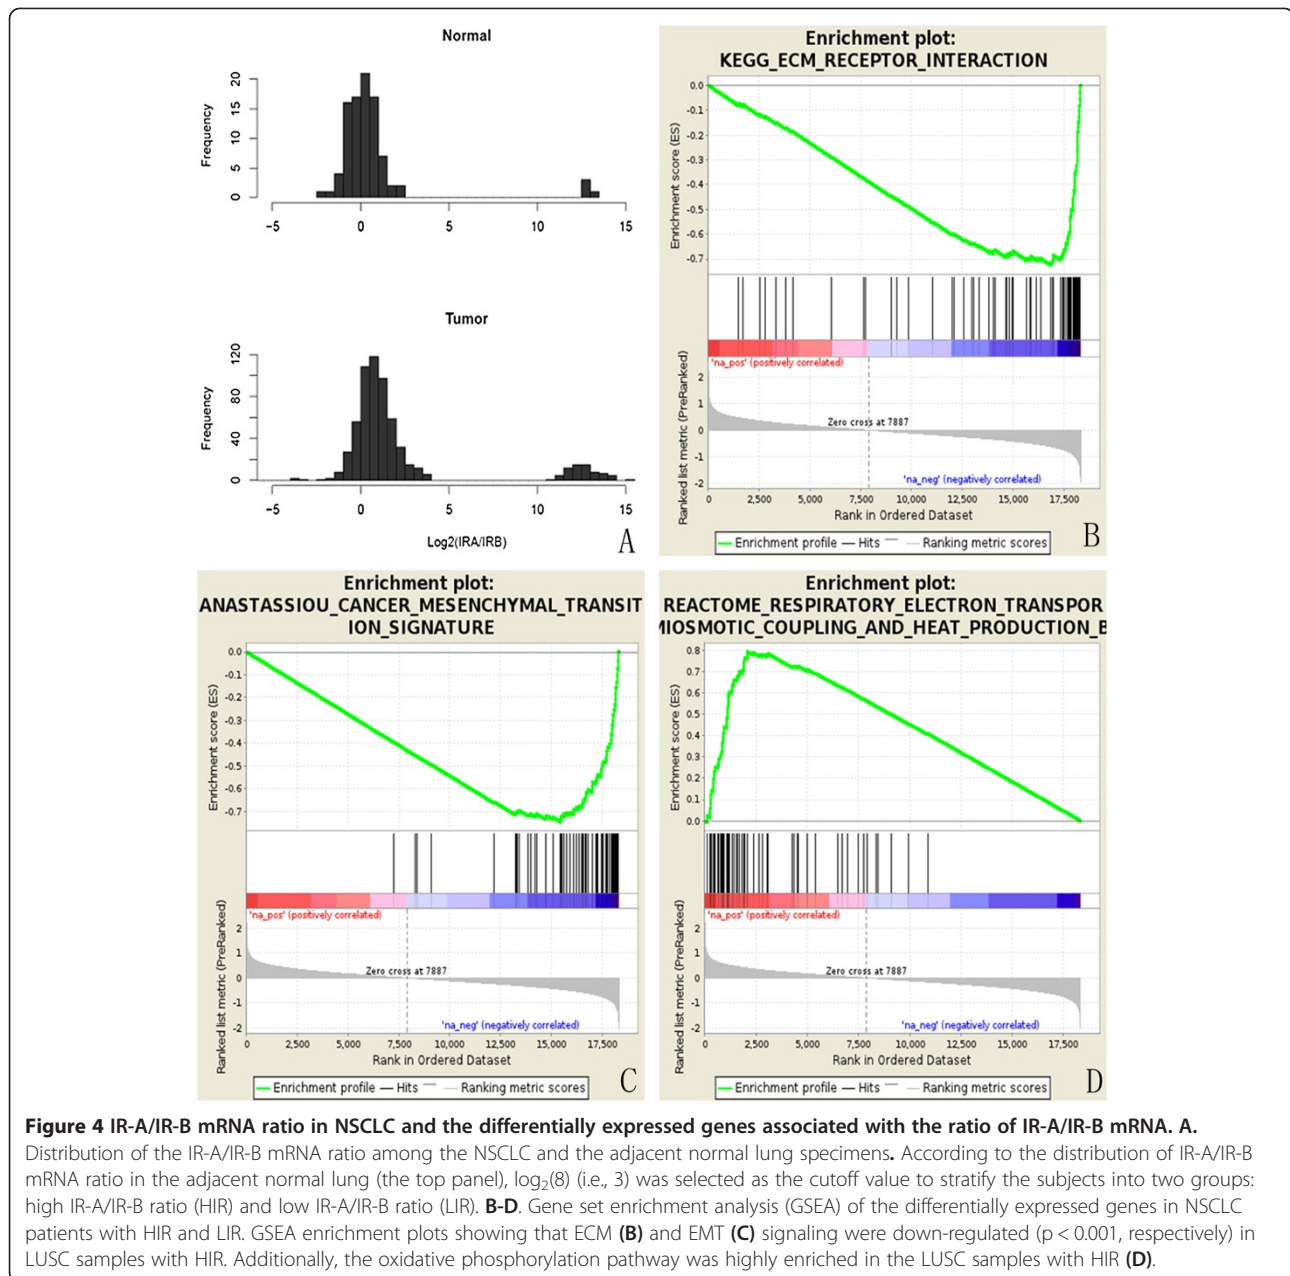 Normal
Frequency
20
15
10
5
0
-5
0
5
10
15
Tumor
Frequency
120
80
40
0
-5
0
5
10
15
Log2(IRA/IRB)
A
Enrichment plot:
KEGG_ECM_RECEPTOR_INTERACTION
Enrichment score (ES)
0.0
-0.1
-0.2
-0.3
-0.4
-0.5
-0.6
-0.7
'na_pos' (positively correlated)
Ranked list metric (PreRanked)
2
1
0
-1
-2
Zero cross at 7887
'na_neg' (negatively correlated)
0 2,500 5,000 7,500 10,000 12,500 15,000 17,500
Rank in Ordered Dataset
Enrichment profile Hits Ranking metric scores
B
Enrichment plot:
ANASTASSIOU_CANCER_MESENCHYMAL_TRANSIT
ION_SIGNATURE
Enrichment score (ES)
0.0
-0.1
-0.2
-0.3
-0.4
-0.5
-0.6
-0.7
'na_pos' (positively correlated)
Ranked list metric (PreRanked)
2
1
0
-1
-2
Zero cross at 7887
'na_neg' (negatively correlated)
0 2,500 5,000 7,500 10,000 12,500 15,000 17,500
Rank in Ordered Dataset
Enrichment profile Hits Ranking metric scores
C
Enrichment plot:
REACTOME_RESPIRATORY_ELECTRON_TRANSPOR
MIOSMOTIC_COUPLING_AND_HEAT_PRODUCTION_B
Enrichment score (ES)
0.8
0.7
0.6
0.5
0.4
0.3
0.2
0.1
0.0
'na_pos' (positively correlated)
Ranked list metric (PreRanked)
2
1
0
-1
-2
Zero cross at 7887
'na_neg' (negatively correlated)
0 2,500 5,000 7,500 10,000 12,500 15,000 17,500
Rank in Ordered Dataset
Enrichment profile Hits Ranking metric scores
D
Figure 4 IR-A/IR-B mRNA ratio in NSCLC and the differentially expressed genes associated with the ratio of IR-A/IR-B mRNA. A.
Distribution of the IR-A/IR-B mRNA ratio among the NSCLC and the adjacent normal lung specimens. According to the distribution of IR-A/IR-B
mRNA ratio in the adjacent normal lung (the top panel), log₂(8) (i.e., 3) was selected as the cutoff value to stratify the subjects into two groups:
high IR-A/IR-B ratio (HIR) and low IR-A/IR-B ratio (LIR). B-D. Gene set enrichment analysis (GSEA) of the differentially expressed genes in NSCLC
patients with HIR and LIR. GSEA enrichment plots showing that ECM (B) and EMT (C) signaling were down-regulated (p < 0.001, respectively) in
LUSC samples with HIR. Additionally, the oxidative phosphorylation pathway was highly enriched in the LUSC samples with HIR (D).